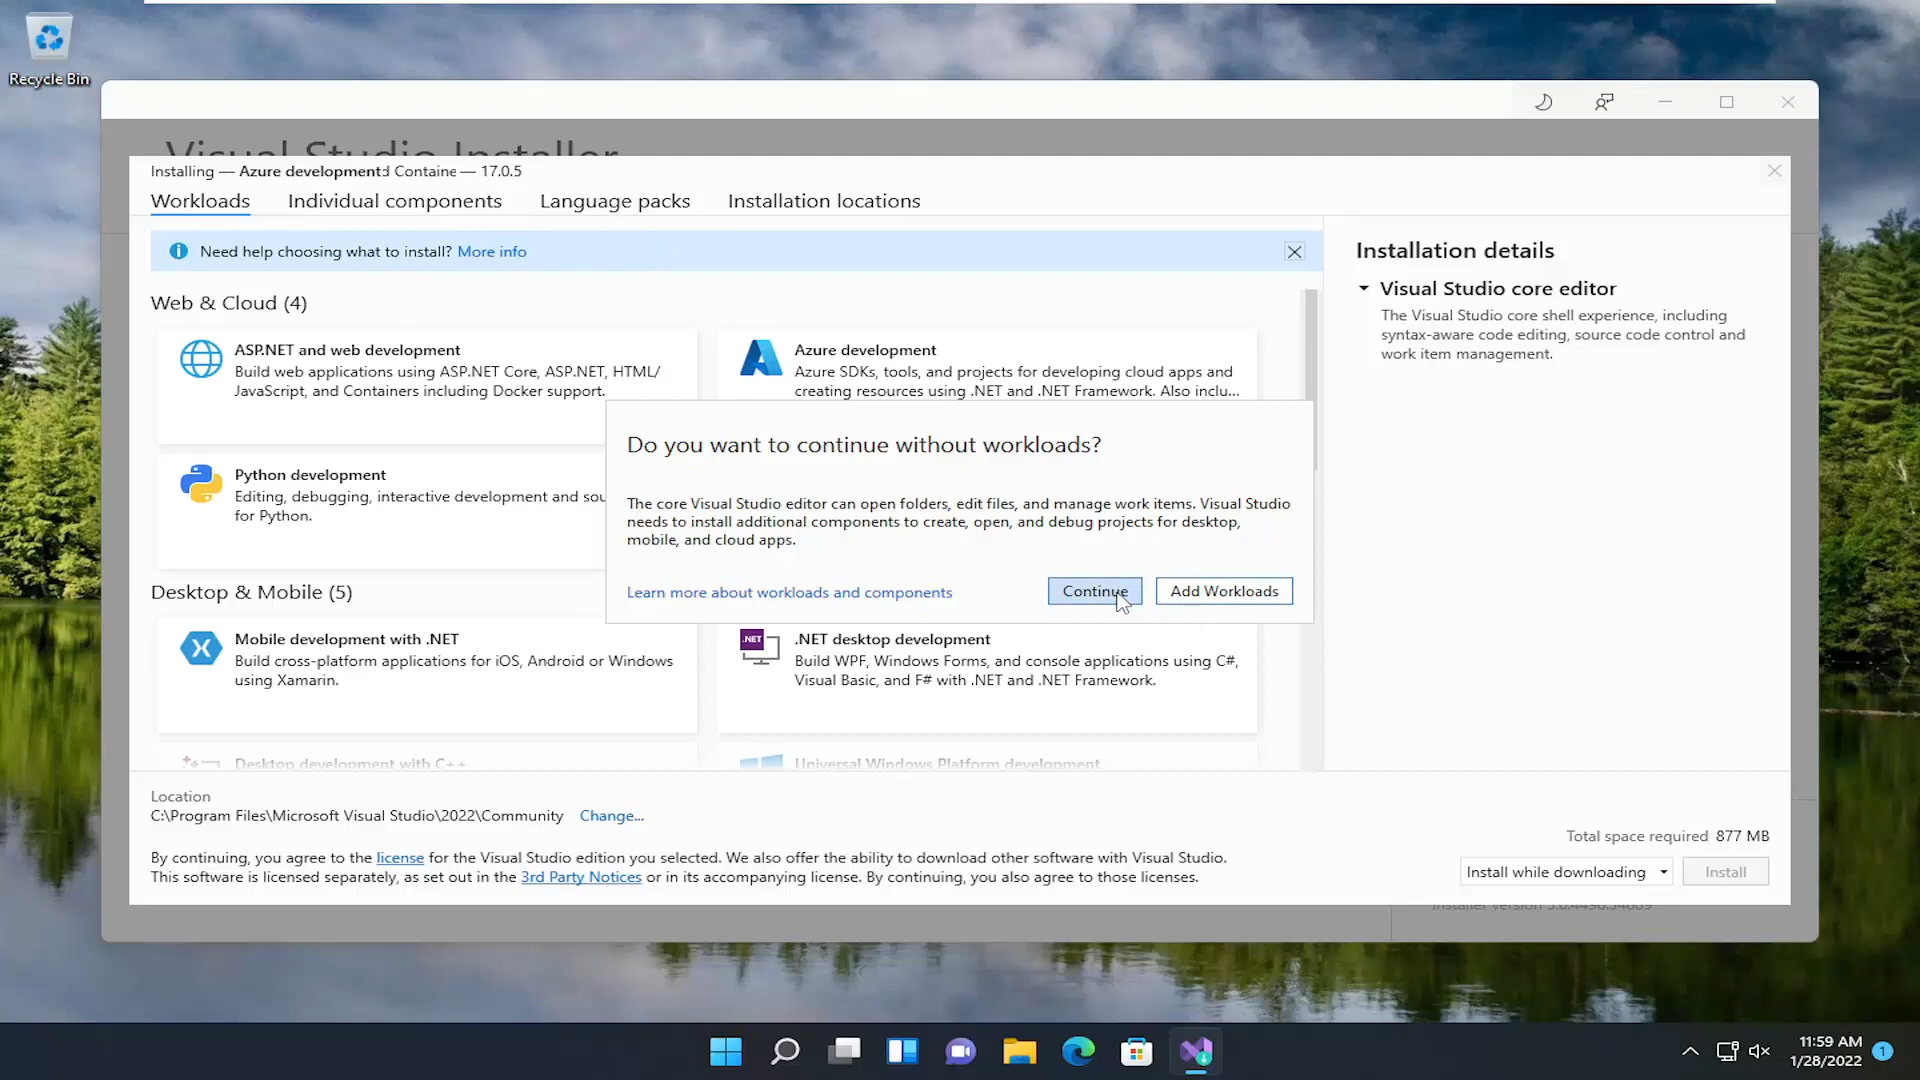 Recycle Bin
Visual Studio Installer
Installing — Azure developmentd Containe — 17.0.5
Workloads
Individual components
Language packs
Installation locations
Need help choosing what to install? More info
Web & Cloud (4)
ASP.NET and web development
Build web applications using ASP.NET Core, ASP.NET, HTML/
JavaScript, and Containers including Docker support.
Azure development
Azure SDKs, tools, and projects for developing cloud apps and
creating resources using .NET and .NET Framework. Also inclu...
Python development
Editing, debugging, interactive development and sou
for Python.
Do you want to continue without workloads?
The core Visual Studio editor can open folders, edit files, and manage work items. Visual Studio
needs to install additional components to create, open, and debug projects for desktop,
mobile, and cloud apps.
Learn more about workloads and components
Continue
Add Workloads
Desktop & Mobile (5)
Mobile development with .NET
Build cross-platform applications for iOS, Android or Windows
using Xamarin.
.NET
.NET desktop development
Build WPF, Windows Forms, and console applications using C#,
Visual Basic, and F# with .NET and .NET Framework.
Desktop development with C++
Universal Windows Platform development
Installation details
Visual Studio core editor
The Visual Studio core shell experience, including
syntax-aware code editing, source code control and
work item management.
Location
C:\Program Files\Microsoft Visual Studio\2022\Community Change...
By continuing, you agree to the license for the Visual Studio edition you selected. We also offer the ability to download other software with Visual Studio.
This software is licensed separately, as set out in the 3rd Party Notices or in its accompanying license. By continuing, you also agree to those licenses.
Total space required 877 MB
Install while downloading
Install
11:59 AM
1/28/2022
1